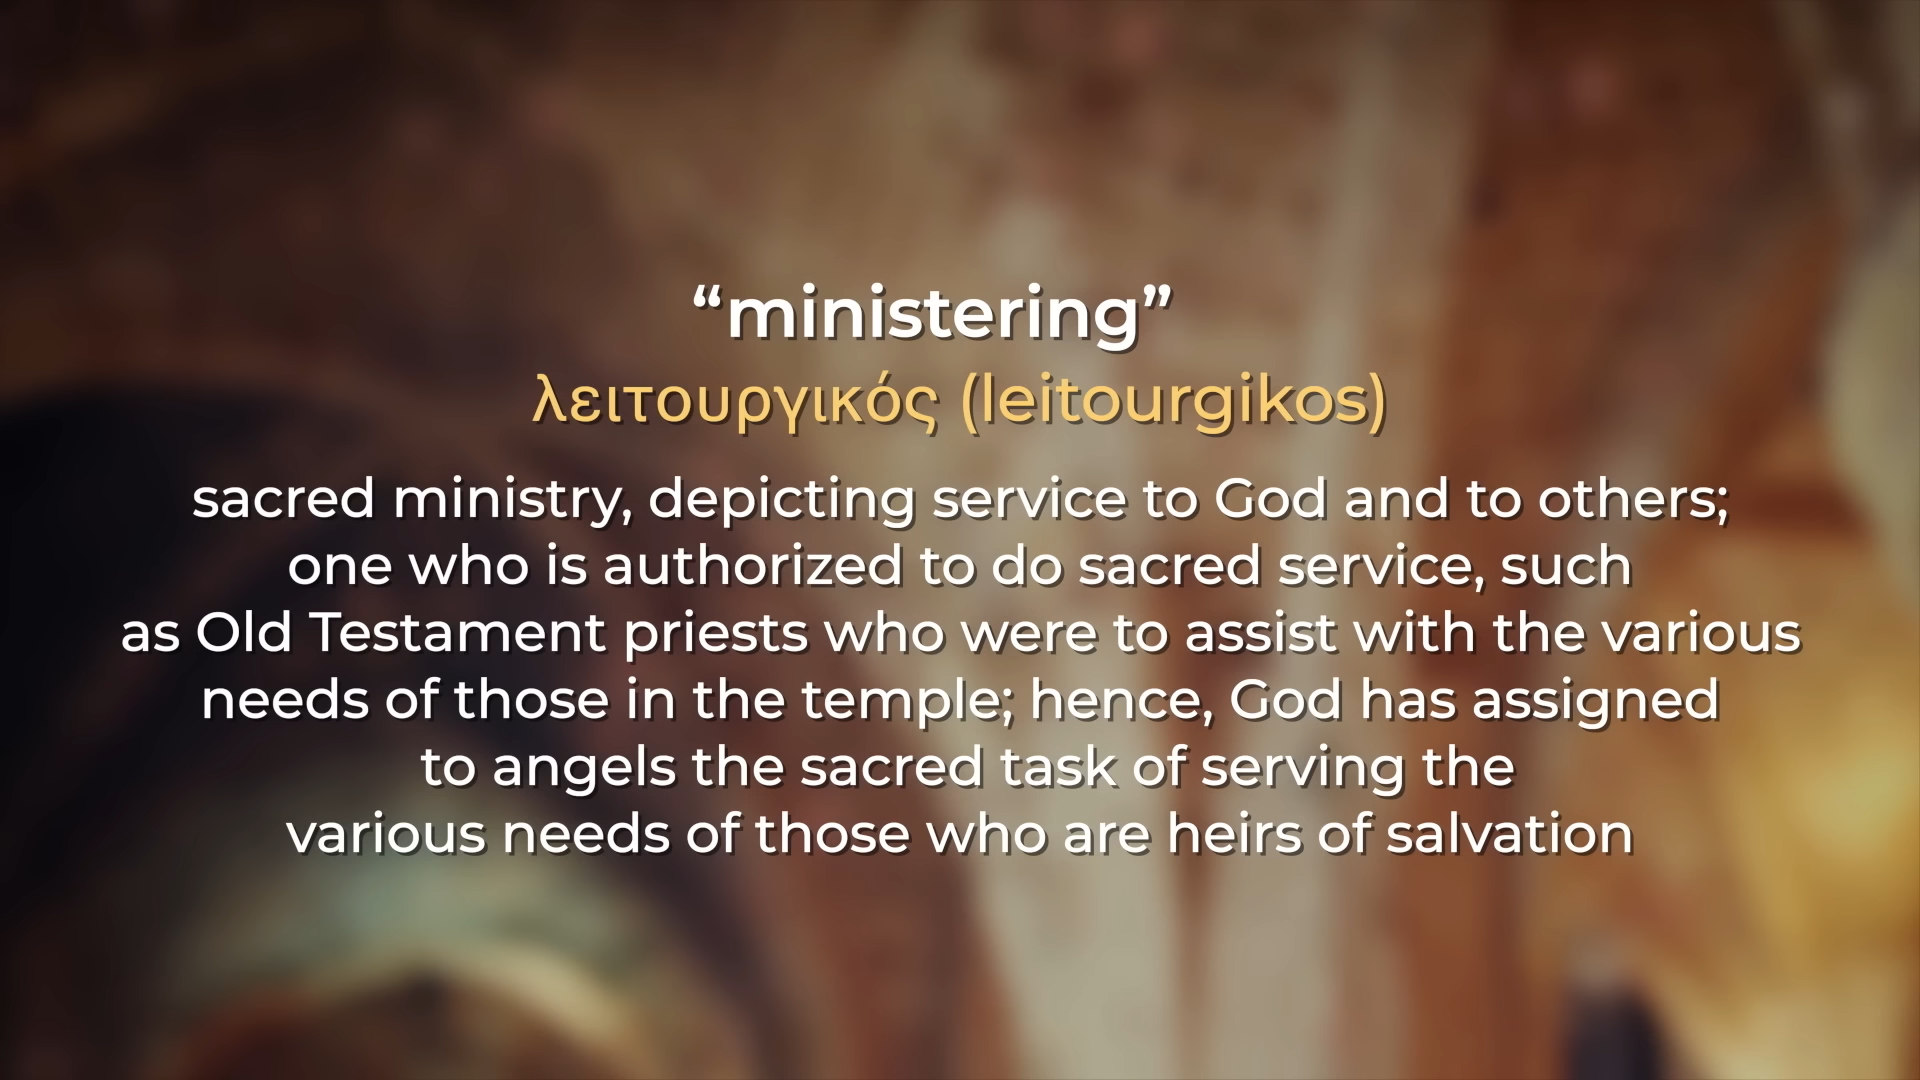 “ministering”
λειτουργικός (leitourgikos)
sacred ministry, depicting service to God and to others;
one who is authorized to do sacred service, such
as Old Testament priests who were to assist with the various
needs of those in the temple; hence, God has assigned
to angels the sacred task of serving the
various needs of those who are heirs of salvation